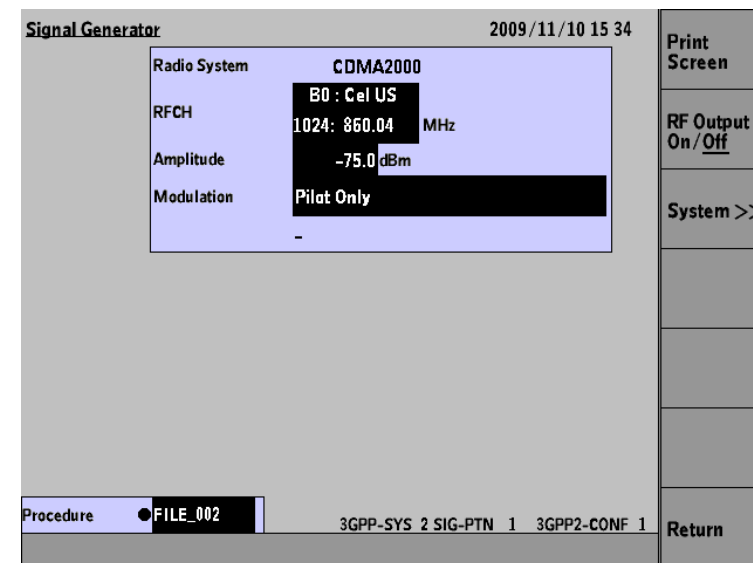 Signal Generator 2009/11/10 15 34
Radio System CDMA2000
RFCH B0 : Cel US
1024: 860.04 MHz
Amplitude -75.0 dBm
Modulation Pilot Only
-
Procedure ●FILE_002
3GPP-SYS 2 SIG-PTN 1 3GPP2-CONF 1
Print
Screen
RF Output
On/Off
System >>
Return